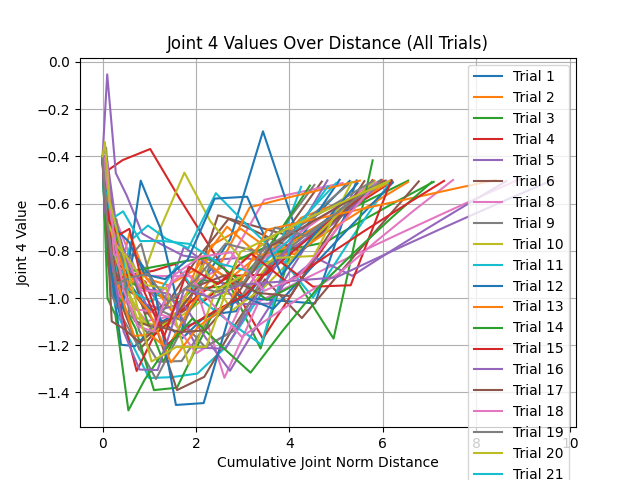 Joint 4 Values Over Distance (All Trials)
0.0
−0.2
−0.4
−0.6
−0.8
−1.0
−1.2
−1.4
Joint 4 Value
0
2
4
6
8
10
Cumulative Joint Norm Distance
Trial 1
Trial 2
Trial 3
Trial 4
Trial 5
Trial 6
Trial 8
Trial 9
Trial 10
Trial 11
Trial 12
Trial 13
Trial 14
Trial 15
Trial 16
Trial 17
Trial 18
Trial 19
Trial 20
Trial 21